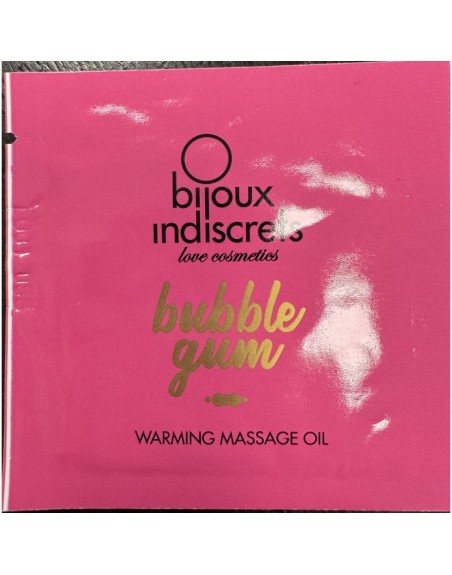 bijoux
indiscrets
love cosmetics
bubble
gum
WARMING MASSAGE OIL